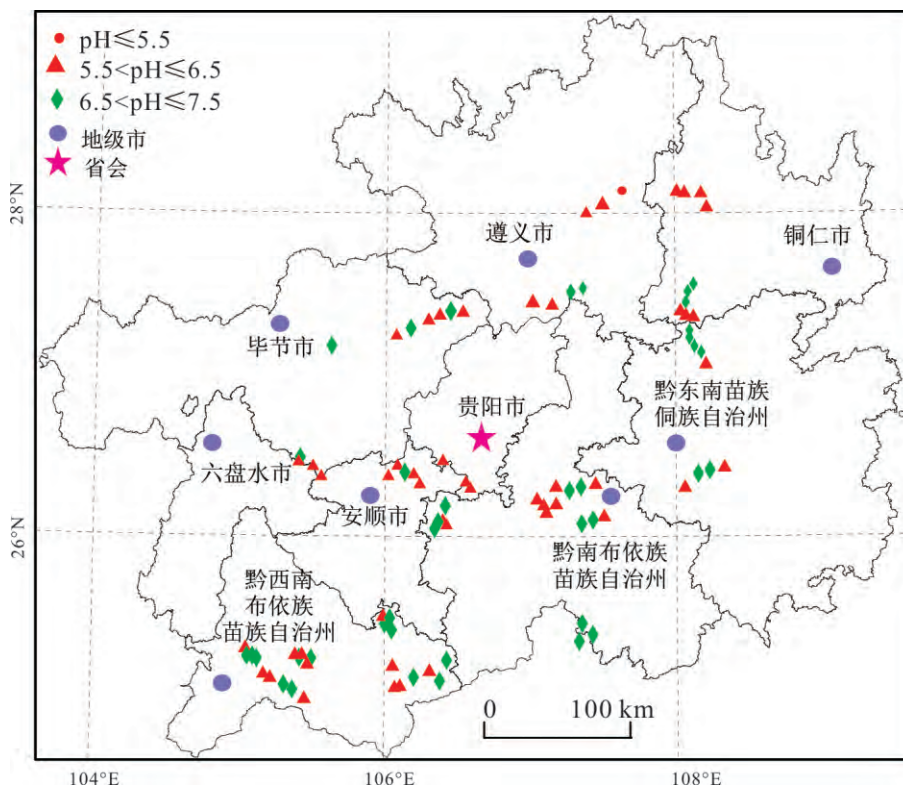 pH≤5.5
5.5<pH≤6.5
6.5<pH≤7.5
地级市
省会
28°N
26°N
遵义市
铜仁市
毕节市
贵阳市
黔东南苗族
侗族自治州
六盘水市
安顺市
黔南布依族
苗族自治州
黔西南
布依族
苗族自治州
0 100 km
104°E 106°E 108°E